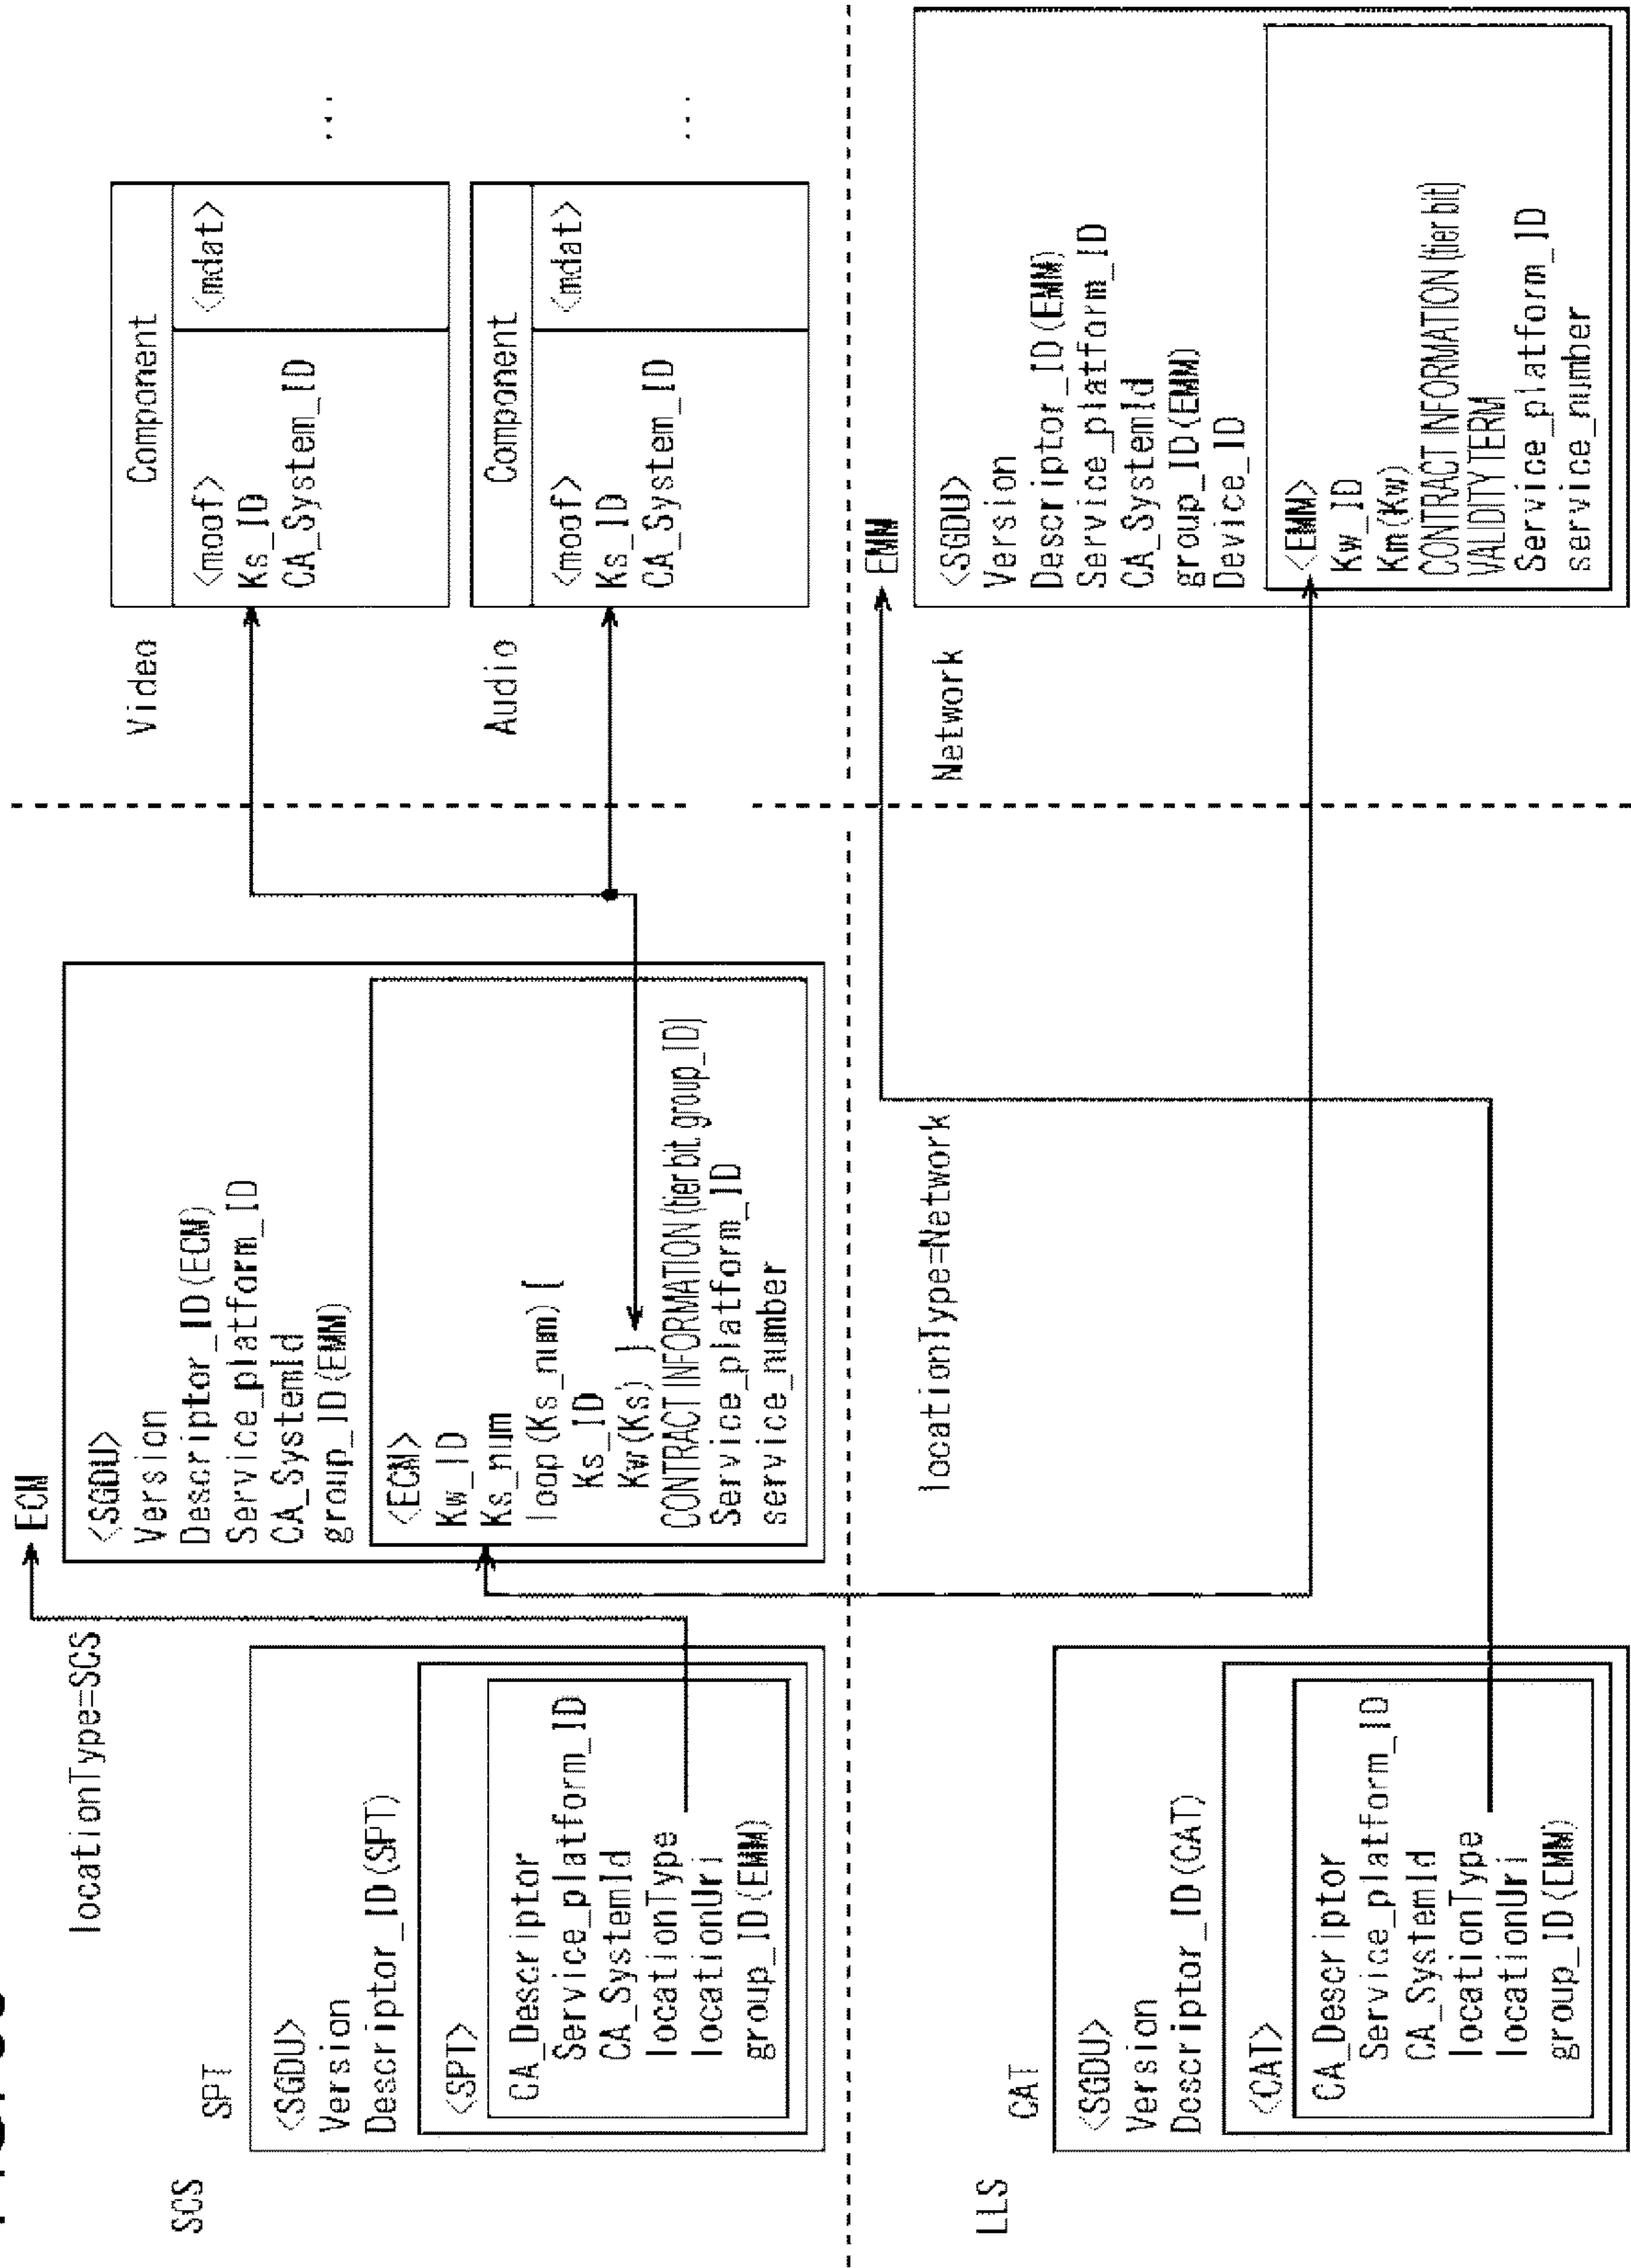 SCS
SPT
<SGDU>
Version
Descriptor_ID(SPT)
<SPT>
CA_Descriptor
Service_platform_ID
CA_SystemId
locationType
locationUri
group_ID(EMM)
locationType=SCS
ECM
<SGDU>
Version
Descriptor_ID(ECM)
Service_platform_ID
CA_SystemId
group_ID(EMM)
<ECM>
Kw_ID
Ks_num
loop(Ks_num){
Ks_ID
Kw(Ks) }
CONTRACT INFORMATION (tier bit, group_ID)
Service_platform_ID
service_number
Video
Component
<moof>
Ks_ID
CA_System_ID
<mdat>
...
Audio
Component
<moof>
Ks_ID
CA_System_ID
<mdat>
...
LLS
CAT
<SGDU>
Version
Descriptor_ID(CAT)
<CAT>
CA_Descriptor
Service_platform_ID
CA_SystemId
locationType
locationUri
group_ID(EMM)
locationType=Network
Network
EMM
<SGDU>
Version
Descriptor_ID(EMM)
Service_platform_ID
CA_SystemId
group_ID(EMM)
Device_ID
<EMM>
Kw_ID
Km(Kw)
CONTRACT INFORMATION (tier bit)
VALIDITY TERM
Service_platform_ID
service_number